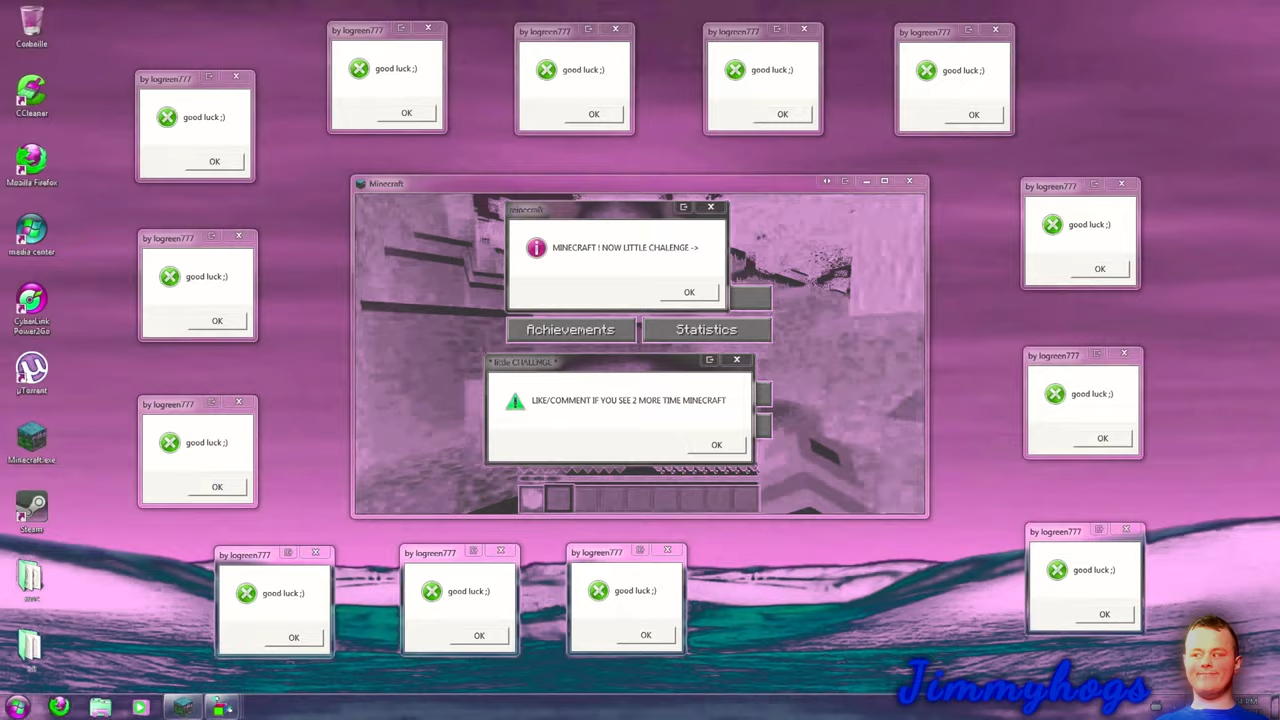 Corbeille
CCleaner
Mozilla Firefox
media center
CyberLink
Power2Go
µTorrent
Minecraft.exe
Steam
by logreen777
good luck ;)
OK
by logreen777
good luck ;)
OK
by logreen777
good luck ;)
OK
by logreen777
good luck ;)
OK
by logreen777
good luck ;)
OK
Minecraft
minecraft
MINECRAFT ! NOW LITTLE CHALENGE ->
OK
Achievements
Statistics
* little CHALLENGE *
LIKE/COMMENT IF YOU SEE 2 MORE TIME MINECRAFT
OK
by logreen777
good luck ;)
OK
by logreen777
good luck ;)
OK
by logreen777
good luck ;)
OK
by logreen777
good luck ;)
OK
by logreen777
good luck ;)
OK
by logreen777
good luck ;)
OK
by logreen777
good luck ;)
OK
by logreen777
good luck ;)
OK
Jimmyhogs